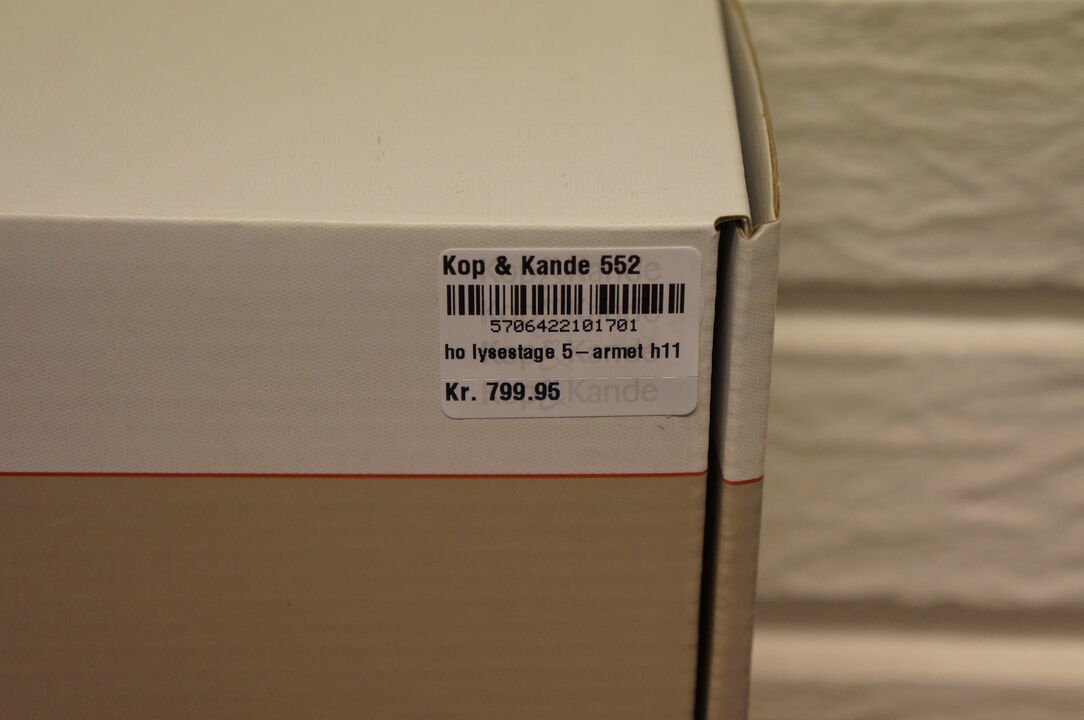 Kop & Kande 552
5706422101701
ho lysestage 5-armet h11
Kr. 799.95